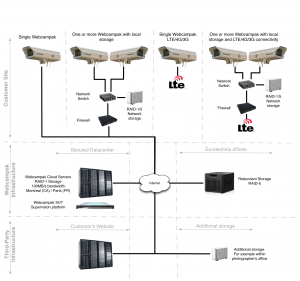 Single Webcampak
One or more Webcampak with local
storage
Single Webcampak
LTE/4G/3G
One or more Webcampak with local storage
and LTE/4G/3G connectivity
Network
Switch
RAID-1/5
Network
storage
Firewall
Lte
Network
Switch
RAID-1/5
Network
storage
Firewall
Lte
Customer Site
Secured Datacenter
Eurotechnia offices
Webcampak Cloud Servers
RAID-1 Storage
100MB/s bandwidth
Montreal (CA) / Paris (FR)
Webcampak 24/7
Supervision platform
Internet
Redundant Storage
RAID-5
Webcampak
Infrastructure
Customer's Website
Additional storage
Additional storage.
For example within
photographer's office
Third-Party
Infrastructure